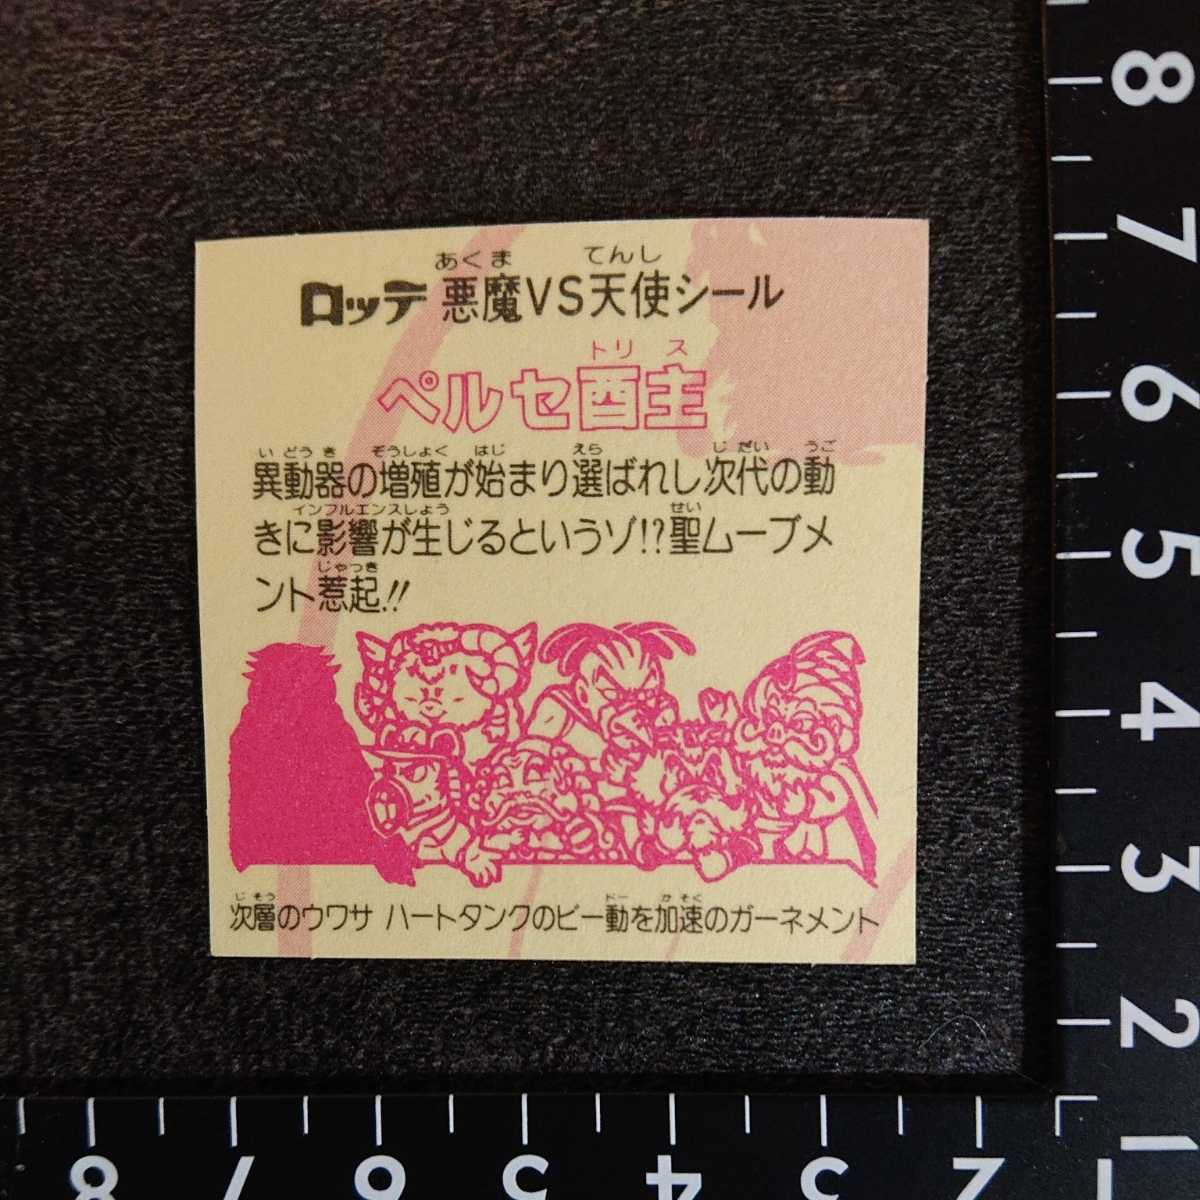 あくま てんし
ロッテ 悪魔VS天使シール
トリ ス
ペルセ酉主
い どう き ぞうしょく はじ えら じ だい うご
異動器の増殖が始まり選ばれし次代の動
インフルエンス しょう せい
きに影響が生じるというゾ!?聖ムーブメ
じゃっき
ント惹起!!
じ そう ドー か そく
次層のウワサ ハートタンクのビー動を加速のガーネメント
8
7
6
5
4
3
2
1
8 7 6 5 4 3 2 1